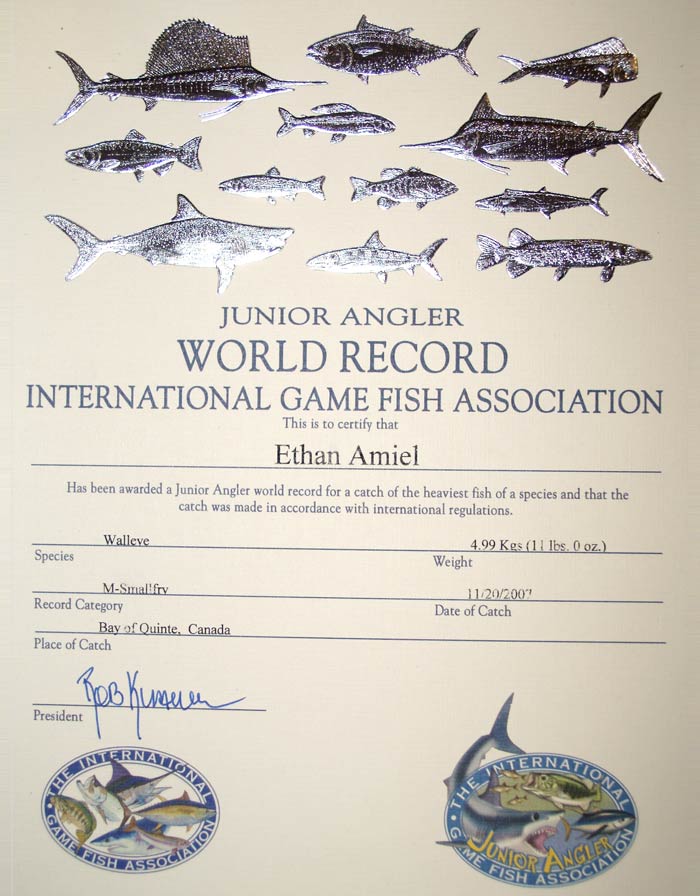 JUNIOR ANGLER
WORLD RECORD
INTERNATIONAL GAME FISH ASSOCIATION
This is to certify that
Ethan Amiel
Has been awarded a Junior Angler world record for a catch of the heaviest fish of a species and that the
catch was made in accordance with international regulations.
Walleye 4.99 Kgs (11 lbs. 0 oz.)
Species Weight
M-Smallfry 11/20/2007
Record Category Date of Catch
Bay of Quinte, Canada
Place of Catch
President
THE INTERNATIONAL
GAME FISH ASSOCIATION
THE INTERNATIONAL
JUNIOR ANGLER
GAME FISH ASSOCIATION